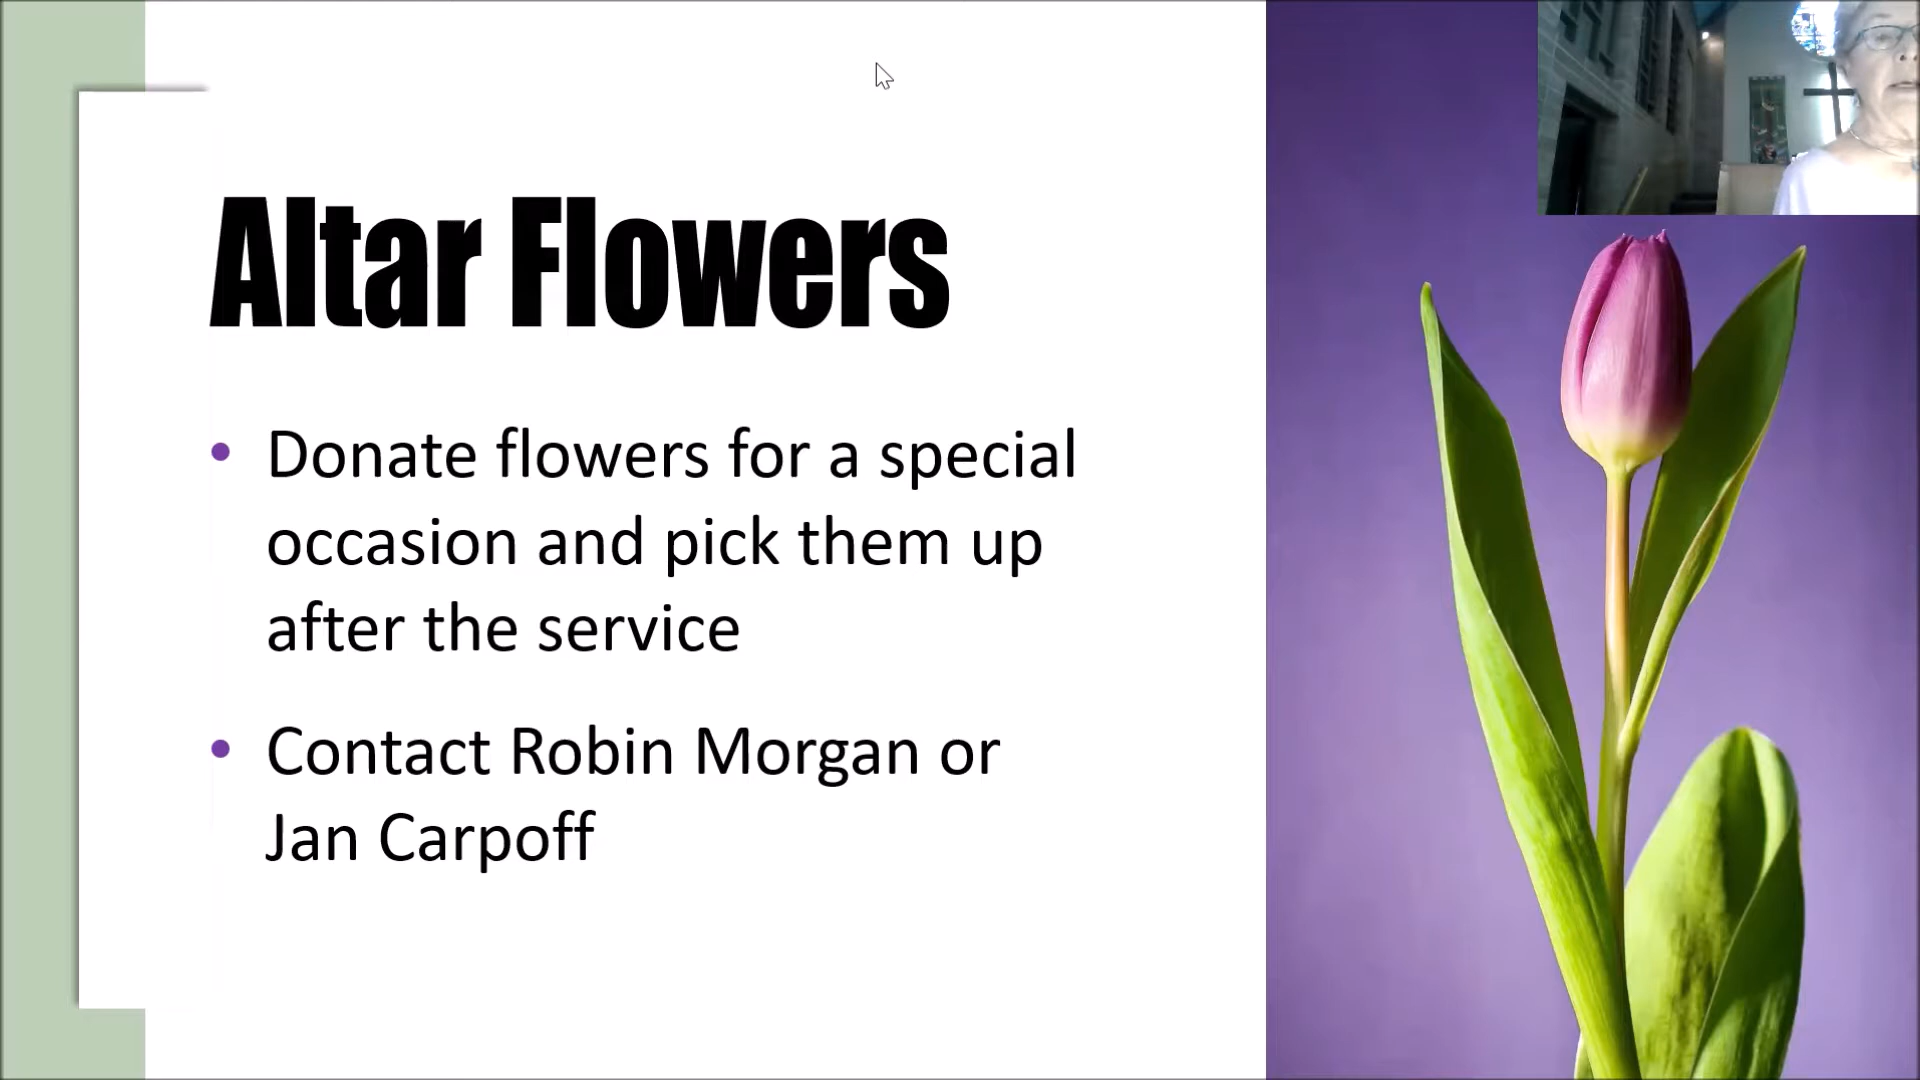 Altar Flowers
• Donate flowers for a special
occasion and pick them up
after the service
• Contact Robin Morgan or
Jan Carpoff